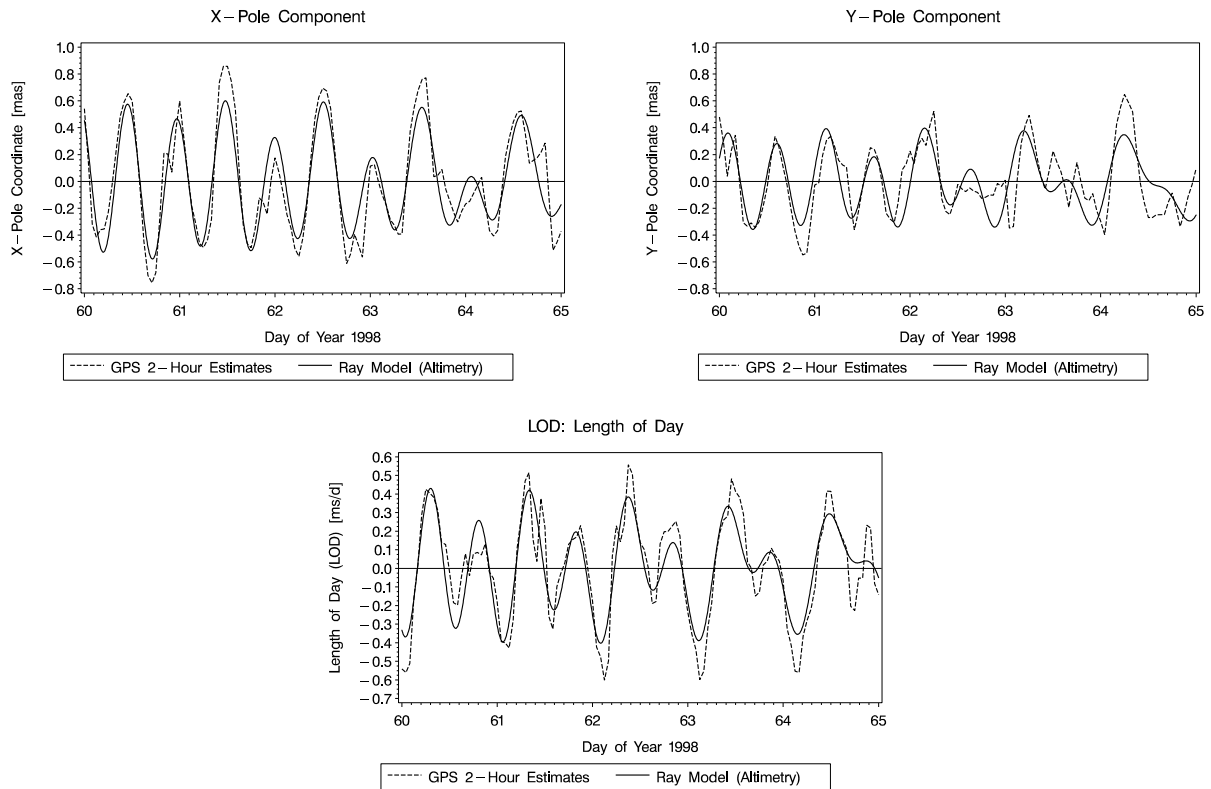 X−Pole Component
X−Pole Coordinate [mas]
1.0
0.8
0.6
0.4
0.2
0.0
−0.2
−0.4
−0.6
−0.8
60 61 62 63 64 65
Day of Year 1998
GPS 2−Hour Estimates Ray Model (Altimetry)
Y−Pole Component
Y−Pole Coordinate [mas]
1.0
0.8
0.6
0.4
0.2
0.0
−0.2
−0.4
−0.6
−0.8
60 61 62 63 64 65
Day of Year 1998
GPS 2−Hour Estimates Ray Model (Altimetry)
LOD: Length of Day
Length of Day (LOD) [ms/d]
0.6
0.5
0.4
0.3
0.2
0.1
0.0
−0.1
−0.2
−0.3
−0.4
−0.5
−0.6
−0.7
60 61 62 63 64 65
Day of Year 1998
GPS 2−Hour Estimates Ray Model (Altimetry)